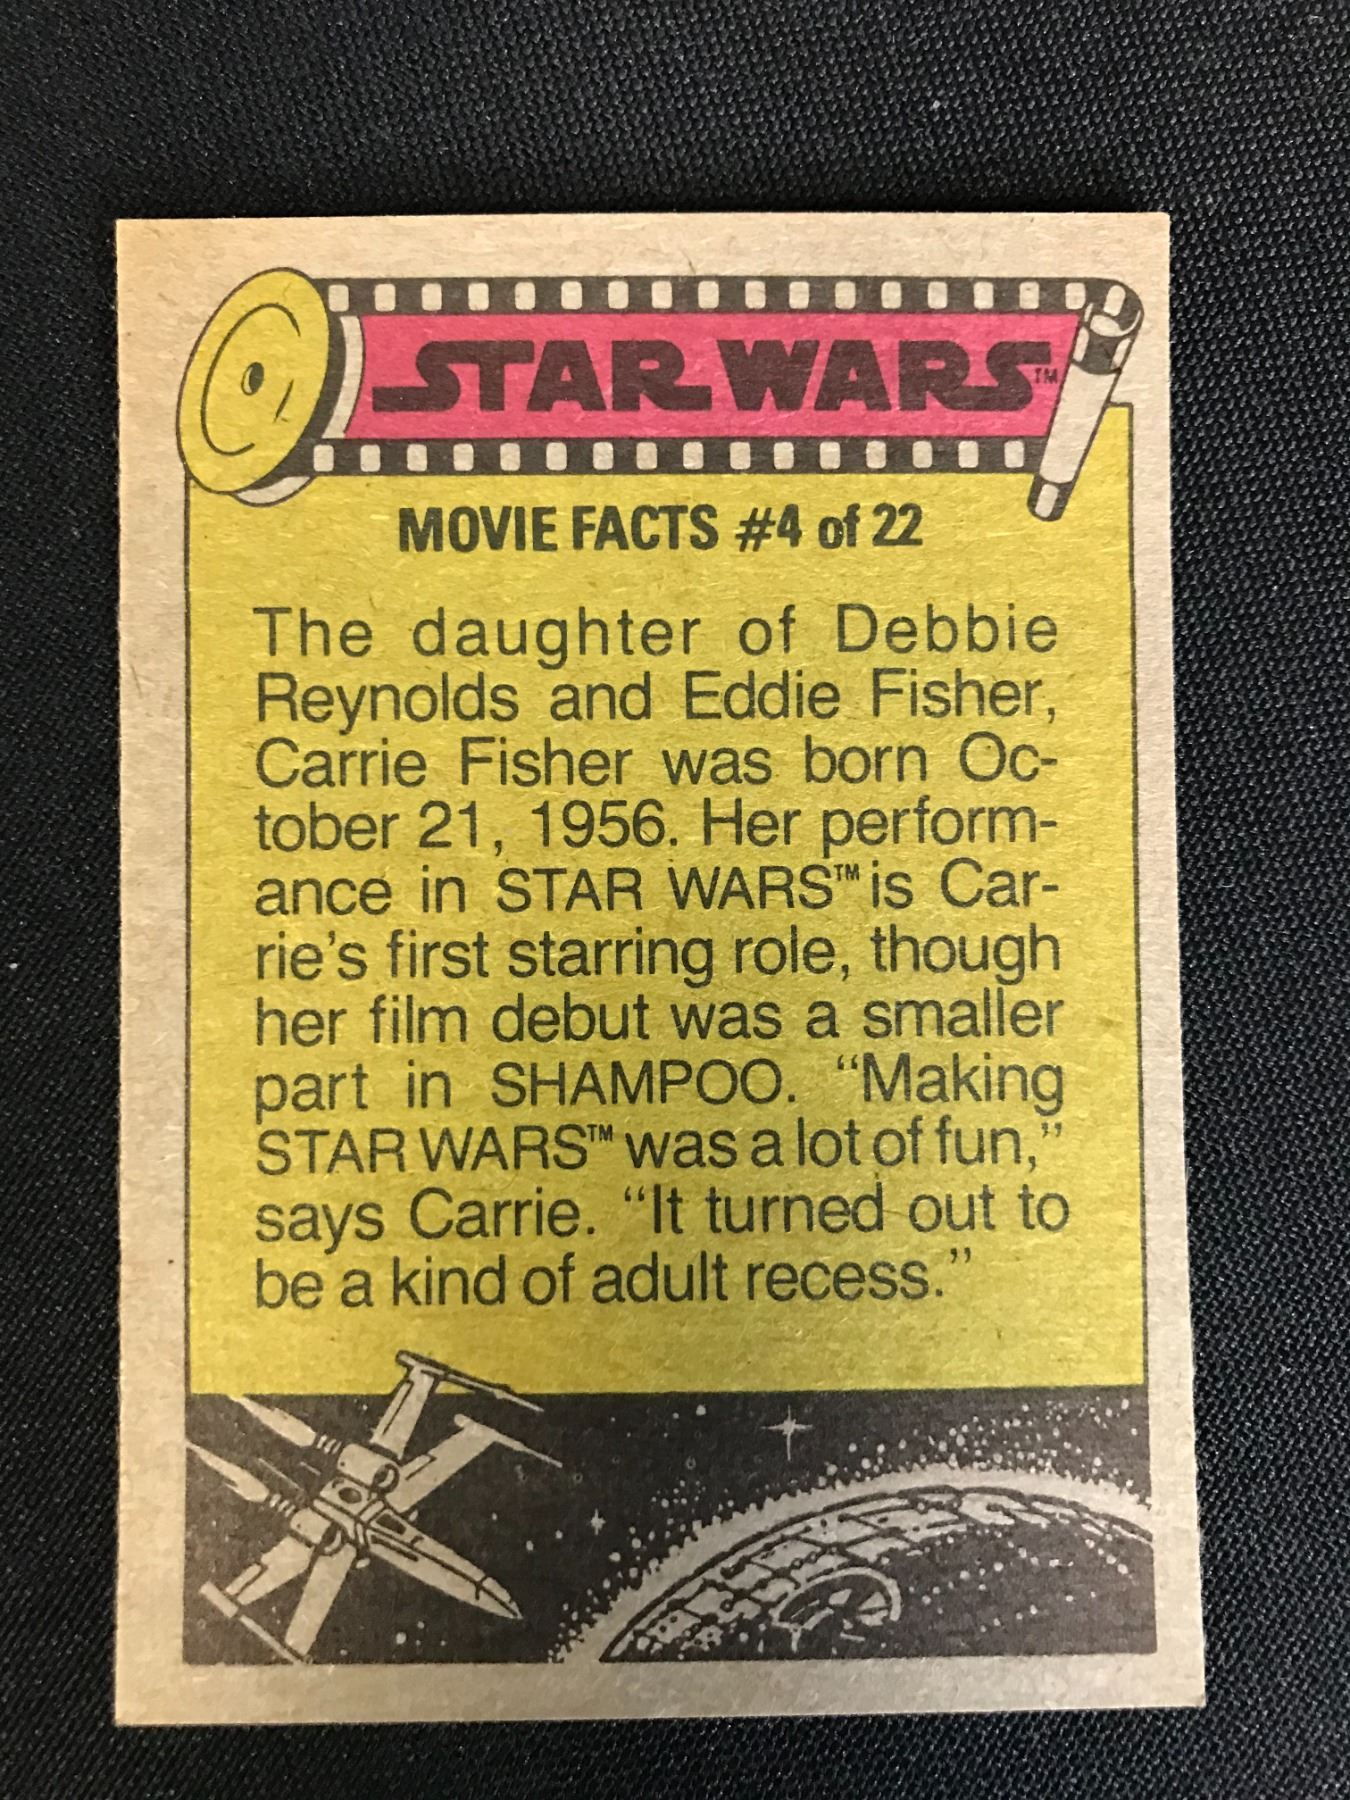 STAR WARS™
MOVIE FACTS #4 of 22
The daughter of Debbie
Reynolds and Eddie Fisher,
Carrie Fisher was born Oc-
tober 21, 1956. Her perform-
ance in STAR WARS™ is Car-
rie's first starring role, though
her film debut was a smaller
part in SHAMPOO. “Making
STAR WARS™ was a lot of fun,”
says Carrie. “It turned out to
be a kind of adult recess.”